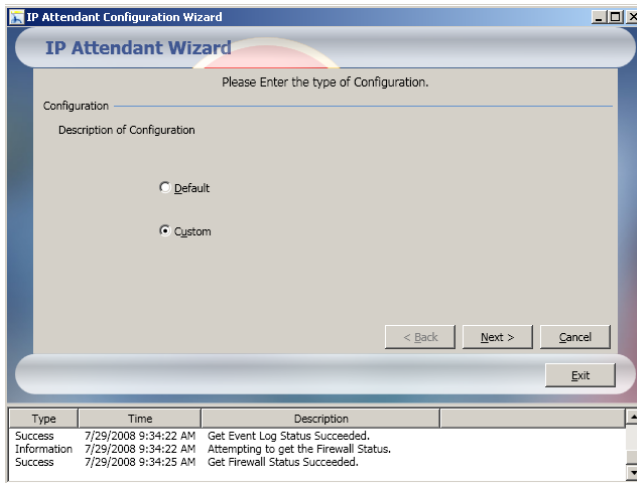 IP Attendant Configuration Wizard
IP Attendant Wizard
Please Enter the type of Configuration.
Configuration
Description of Configuration
Default
Custom
< Back Next > Cancel
Exit
Type Time Description
Success 7/29/2008 9:34:22 AM Get Event Log Status Succeeded.
Information 7/29/2008 9:34:22 AM Attempting to get the Firewall Status.
Success 7/29/2008 9:34:25 AM Get Firewall Status Succeeded.